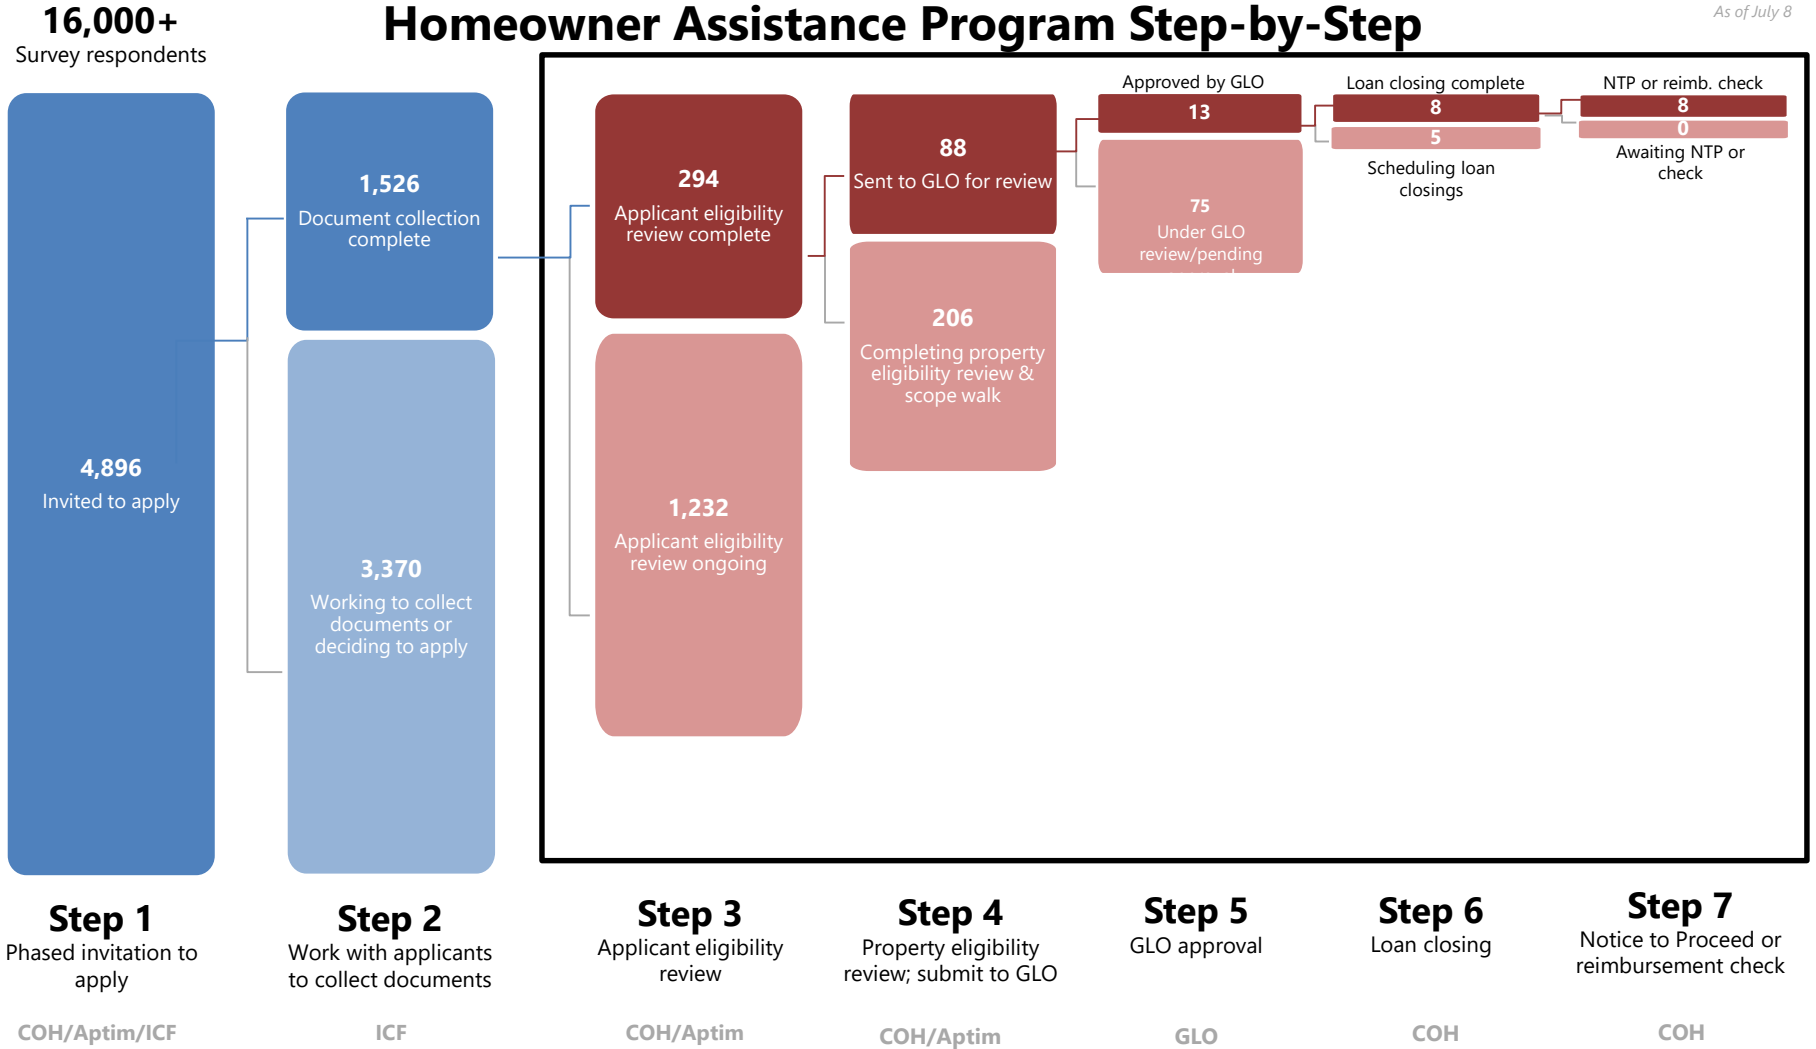 16,000+
Survey respondents
Homeowner Assistance Program Step-by-Step
As of July 8
4,896
Invited to apply
1,526
Document collection
complete
3,370
Working to collect
documents or
deciding to apply
294
Applicant eligibility
review complete
1,232
Applicant eligibility
review ongoing
88
Sent to GLO for review
206
Completing property
eligibility review &
scope walk
Approved by GLO
13
75
Under GLO
review/pending
Loan closing complete
8
5
Scheduling loan
closings
NTP or reimb. check
8
0
Awaiting NTP or
check
Step 1
Phased invitation to
apply
COH/Aptim/ICF
Step 2
Work with applicants
to collect documents
ICF
Step 3
Applicant eligibility
review
COH/Aptim
Step 4
Property eligibility
review; submit to GLO
COH/Aptim
Step 5
GLO approval
GLO
Step 6
Loan closing
COH
Step 7
Notice to Proceed or
reimbursement check
COH